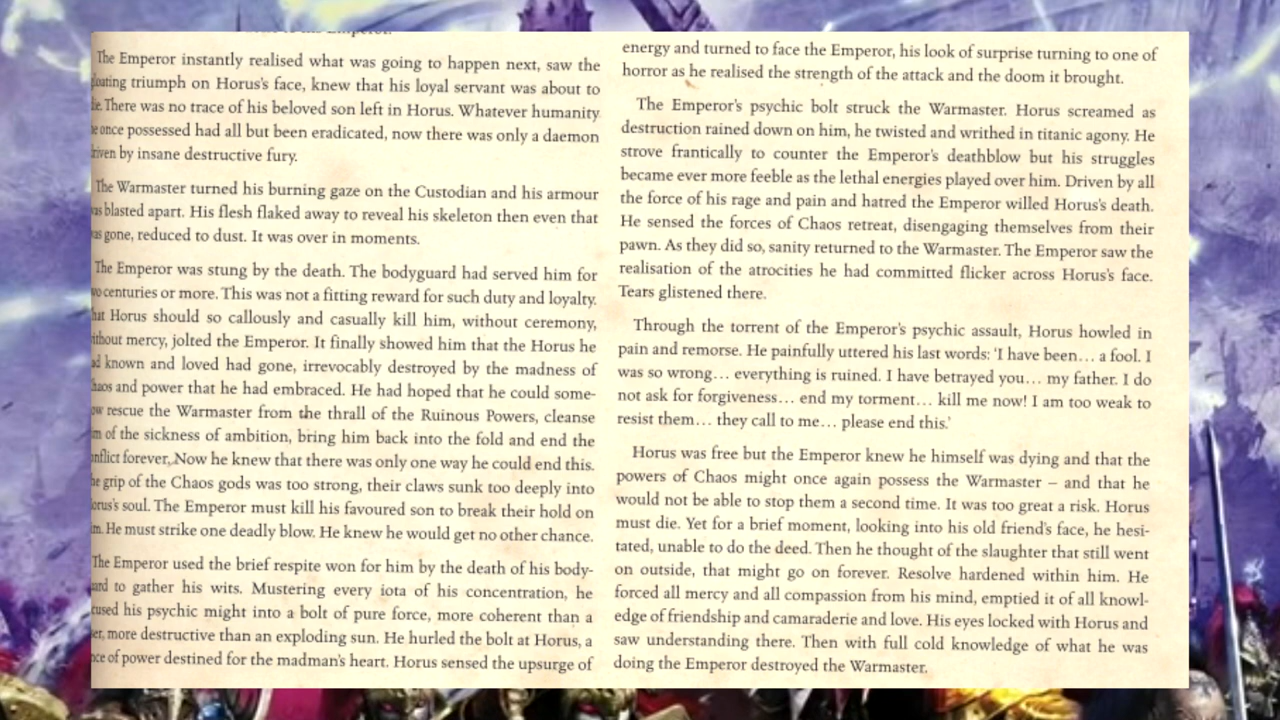 to his Emperor.
The Emperor instantly realised what was going to happen next, saw the
loating triumph on Horus's face, knew that his loyal servant was about to
ie. There was no trace of his beloved son left in Horus. Whatever humanity
e once possessed had all but been eradicated, now there was only a daemon
riven by insane destructive fury.
The Warmaster turned his burning gaze on the Custodian and his armour
as blasted apart. His flesh flaked away to reveal his skeleton then even that
as gone, reduced to dust. It was over in moments.
The Emperor was stung by the death. The bodyguard had served him for
wo centuries or more. This was not a fitting reward for such duty and loyalty.
hat Horus should so callously and casually kill him, without ceremony,
ithout mercy, jolted the Emperor. It finally showed him that the Horus he
ad known and loved had gone, irrevocably destroyed by the madness of
haos and power that he had embraced. He had hoped that he could some-
ow rescue the Warmaster from the thrall of the Ruinous Powers, cleanse
m of the sickness of ambition, bring him back into the fold and end the
onflict forever. Now he knew that there was only one way he could end this.
he grip of the Chaos gods was too strong, their claws sunk too deeply into
orus's soul. The Emperor must kill his favoured son to break their hold on
m. He must strike one deadly blow. He knew he would get no other chance.
The Emperor used the brief respite won for him by the death of his body-
ard to gather his wits. Mustering every iota of his concentration, he
cused his psychic might into a bolt of pure force, more coherent than a
ser, more destructive than an exploding sun. He hurled the bolt at Horus, a
nce of power destined for the madman's heart. Horus sensed the upsurge of
energy and turned to face the Emperor, his look of surprise turning to one of
horror as he realised the strength of the attack and the doom it brought.
The Emperor's psychic bolt struck the Warmaster. Horus screamed as
destruction rained down on him, he twisted and writhed in titanic agony. He
strove frantically to counter the Emperor's deathblow but his struggles
became ever more feeble as the lethal energies played over him. Driven by all
the force of his rage and pain and hatred the Emperor willed Horus's death.
He sensed the forces of Chaos retreat, disengaging themselves from their
pawn. As they did so, sanity returned to the Warmaster. The Emperor saw the
realisation of the atrocities he had committed flicker across Horus's face.
Tears glistened there.
Through the torrent of the Emperor's psychic assault, Horus howled in
pain and remorse. He painfully uttered his last words: 'I have been… a fool. I
was so wrong… everything is ruined. I have betrayed you… my father. I do
not ask for forgiveness… end my torment… kill me now! I am too weak to
resist them… they call to me… please end this.'
Horus was free but the Emperor knew he himself was dying and that the
powers of Chaos might once again possess the Warmaster – and that he
would not be able to stop them a second time. It was too great a risk. Horus
must die. Yet for a brief moment, looking into his old friend's face, he hesi-
tated, unable to do the deed. Then he thought of the slaughter that still went
on outside, that might go on forever. Resolve hardened within him. He
forced all mercy and all compassion from his mind, emptied it of all knowl-
edge of friendship and camaraderie and love. His eyes locked with Horus and
saw understanding there. Then with full cold knowledge of what he was
doing the Emperor destroyed the Warmaster.